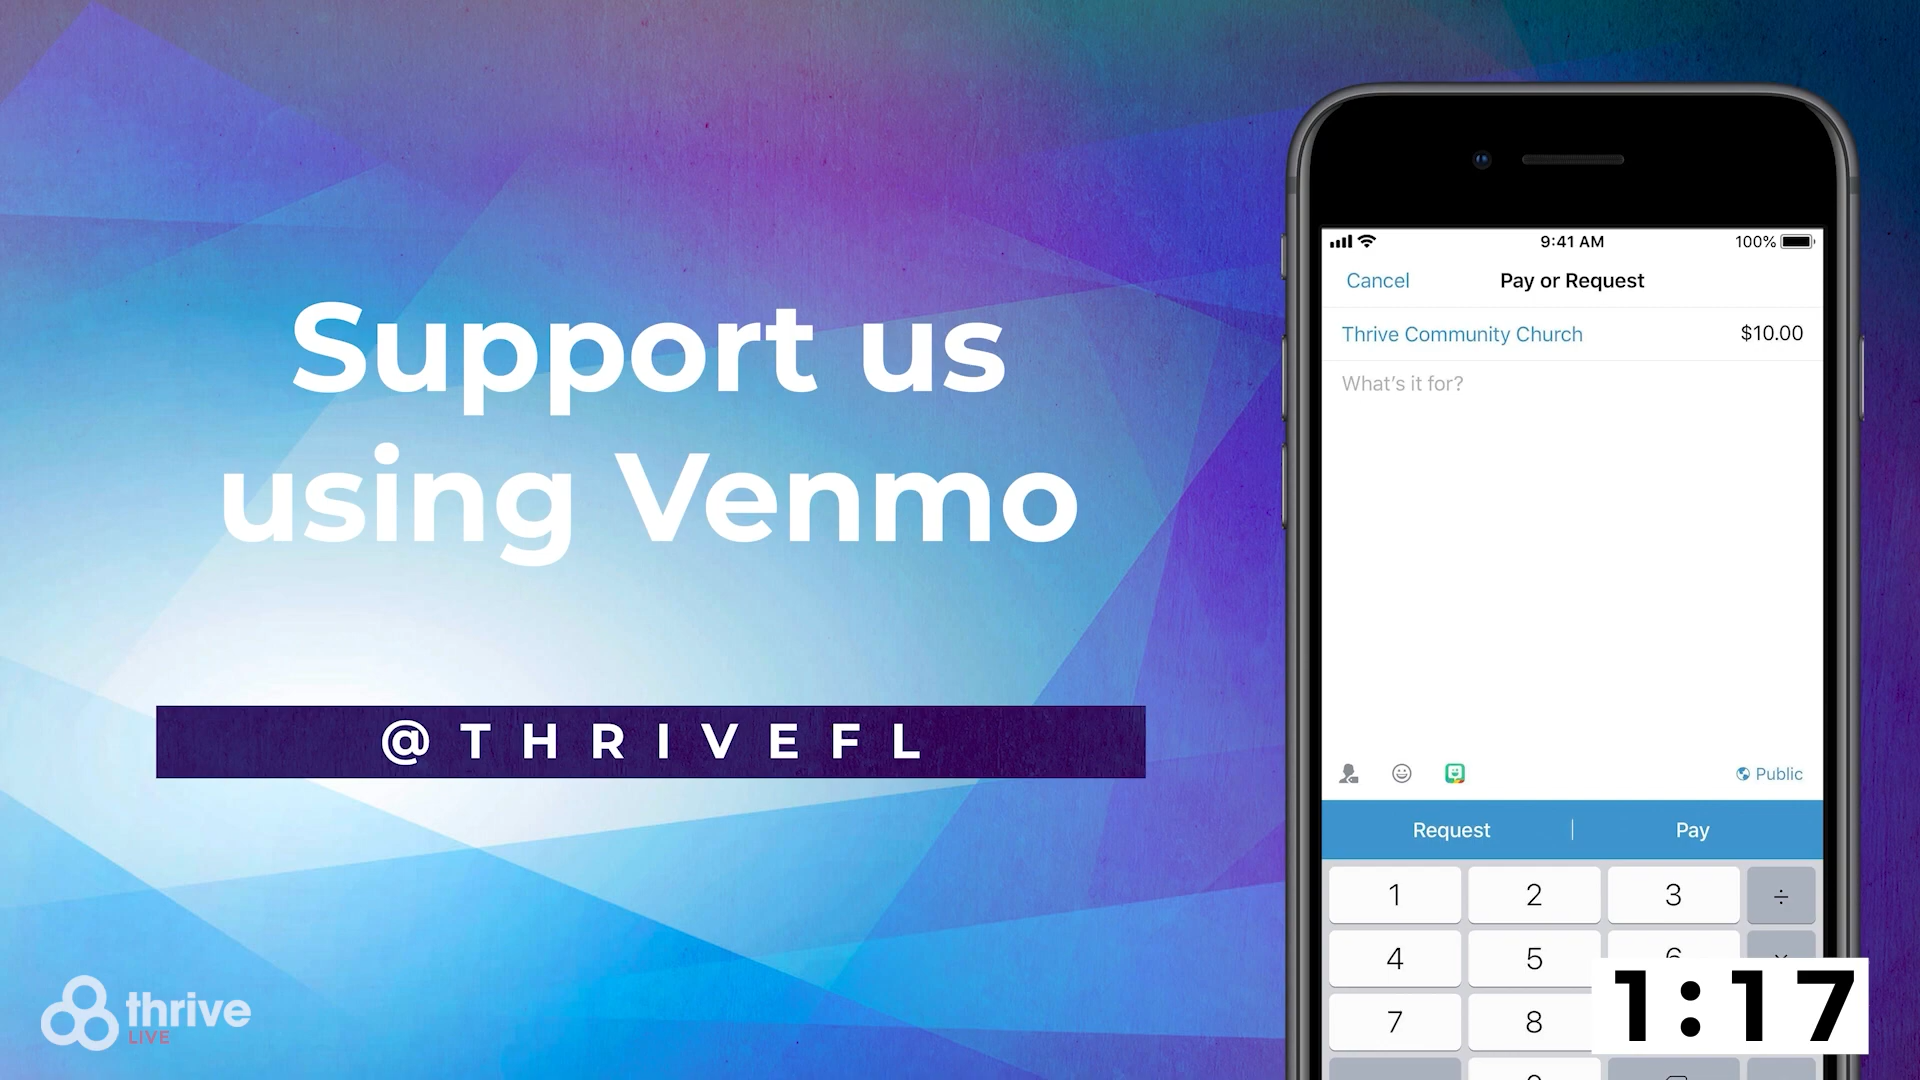 Support us
using Venmo
@THRIVEFL
thrive
LIVE
9:41 AM
100%
Cancel
Pay or Request
Thrive Community Church
$10.00
What's it for?
Public
Request
Pay
1
2
3
÷
4
5
6
7
8
1:17